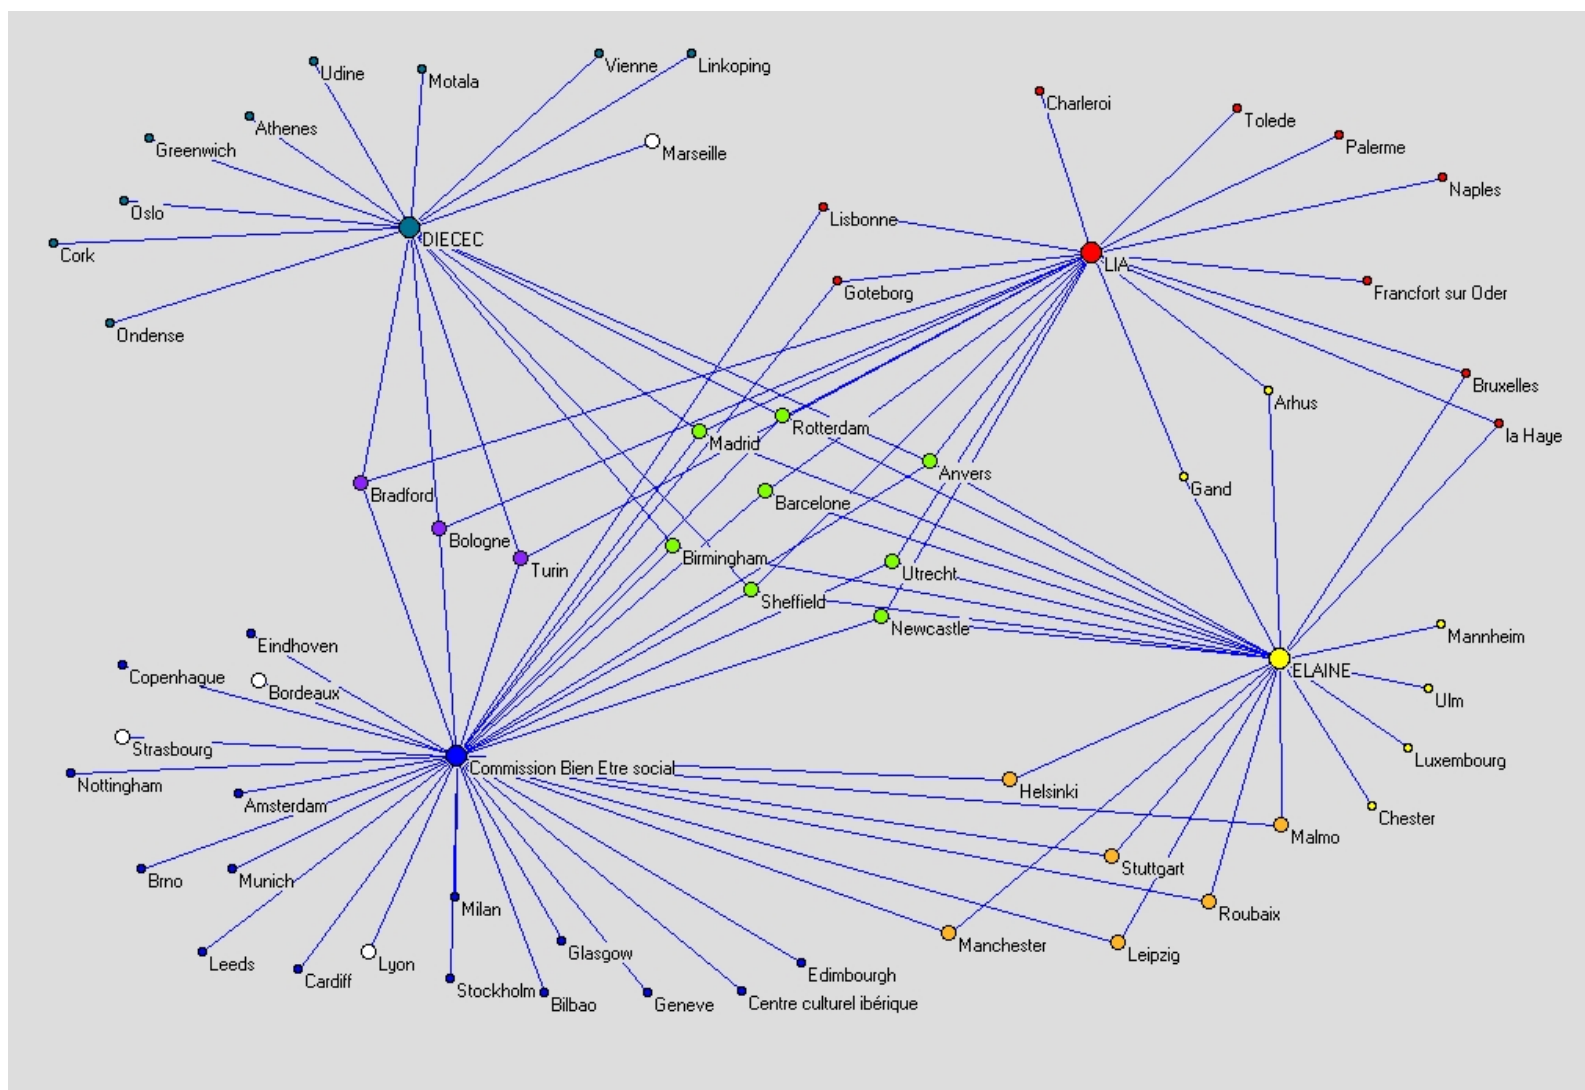 Udine
Motala
Vienne
Linkoping
Charleroi
Tolede
Athenes
Greenwich
Marseille
Palerme
Naples
Oslo
Lisbonne
DIECEC
Cork
LIA
Goteborg
Francfort sur Oder
Ondense
Bruxelles
Arhus
Rotterdam
Madrid
la Haye
Anvers
Bradford
Gand
Barcelone
Bologne
Birmingham
Turin
Utrecht
Sheffield
Newcastle
Mannheim
Eindhoven
Copenhague
ELAINE
Bordeaux
Ulm
Strasbourg
Luxembourg
Commission Bien Etre social
Nottingham
Helsinki
Amsterdam
Chester
Malmo
Stuttgart
Brno
Munich
Milan
Roubaix
Manchester
Glasgow
Leipzig
Leeds
Lyon
Edimbourgh
Cardiff
Stockholm
Bilbao
Geneve
Centre culturel ibérique